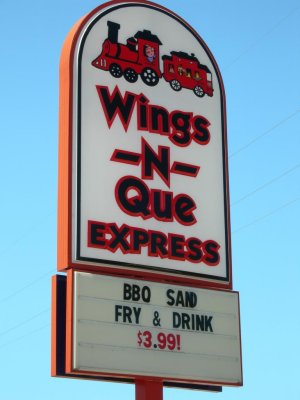 Wings
-N-
Que
EXPRESS
BBQ SAND
FRY & DRINK
$3.99!